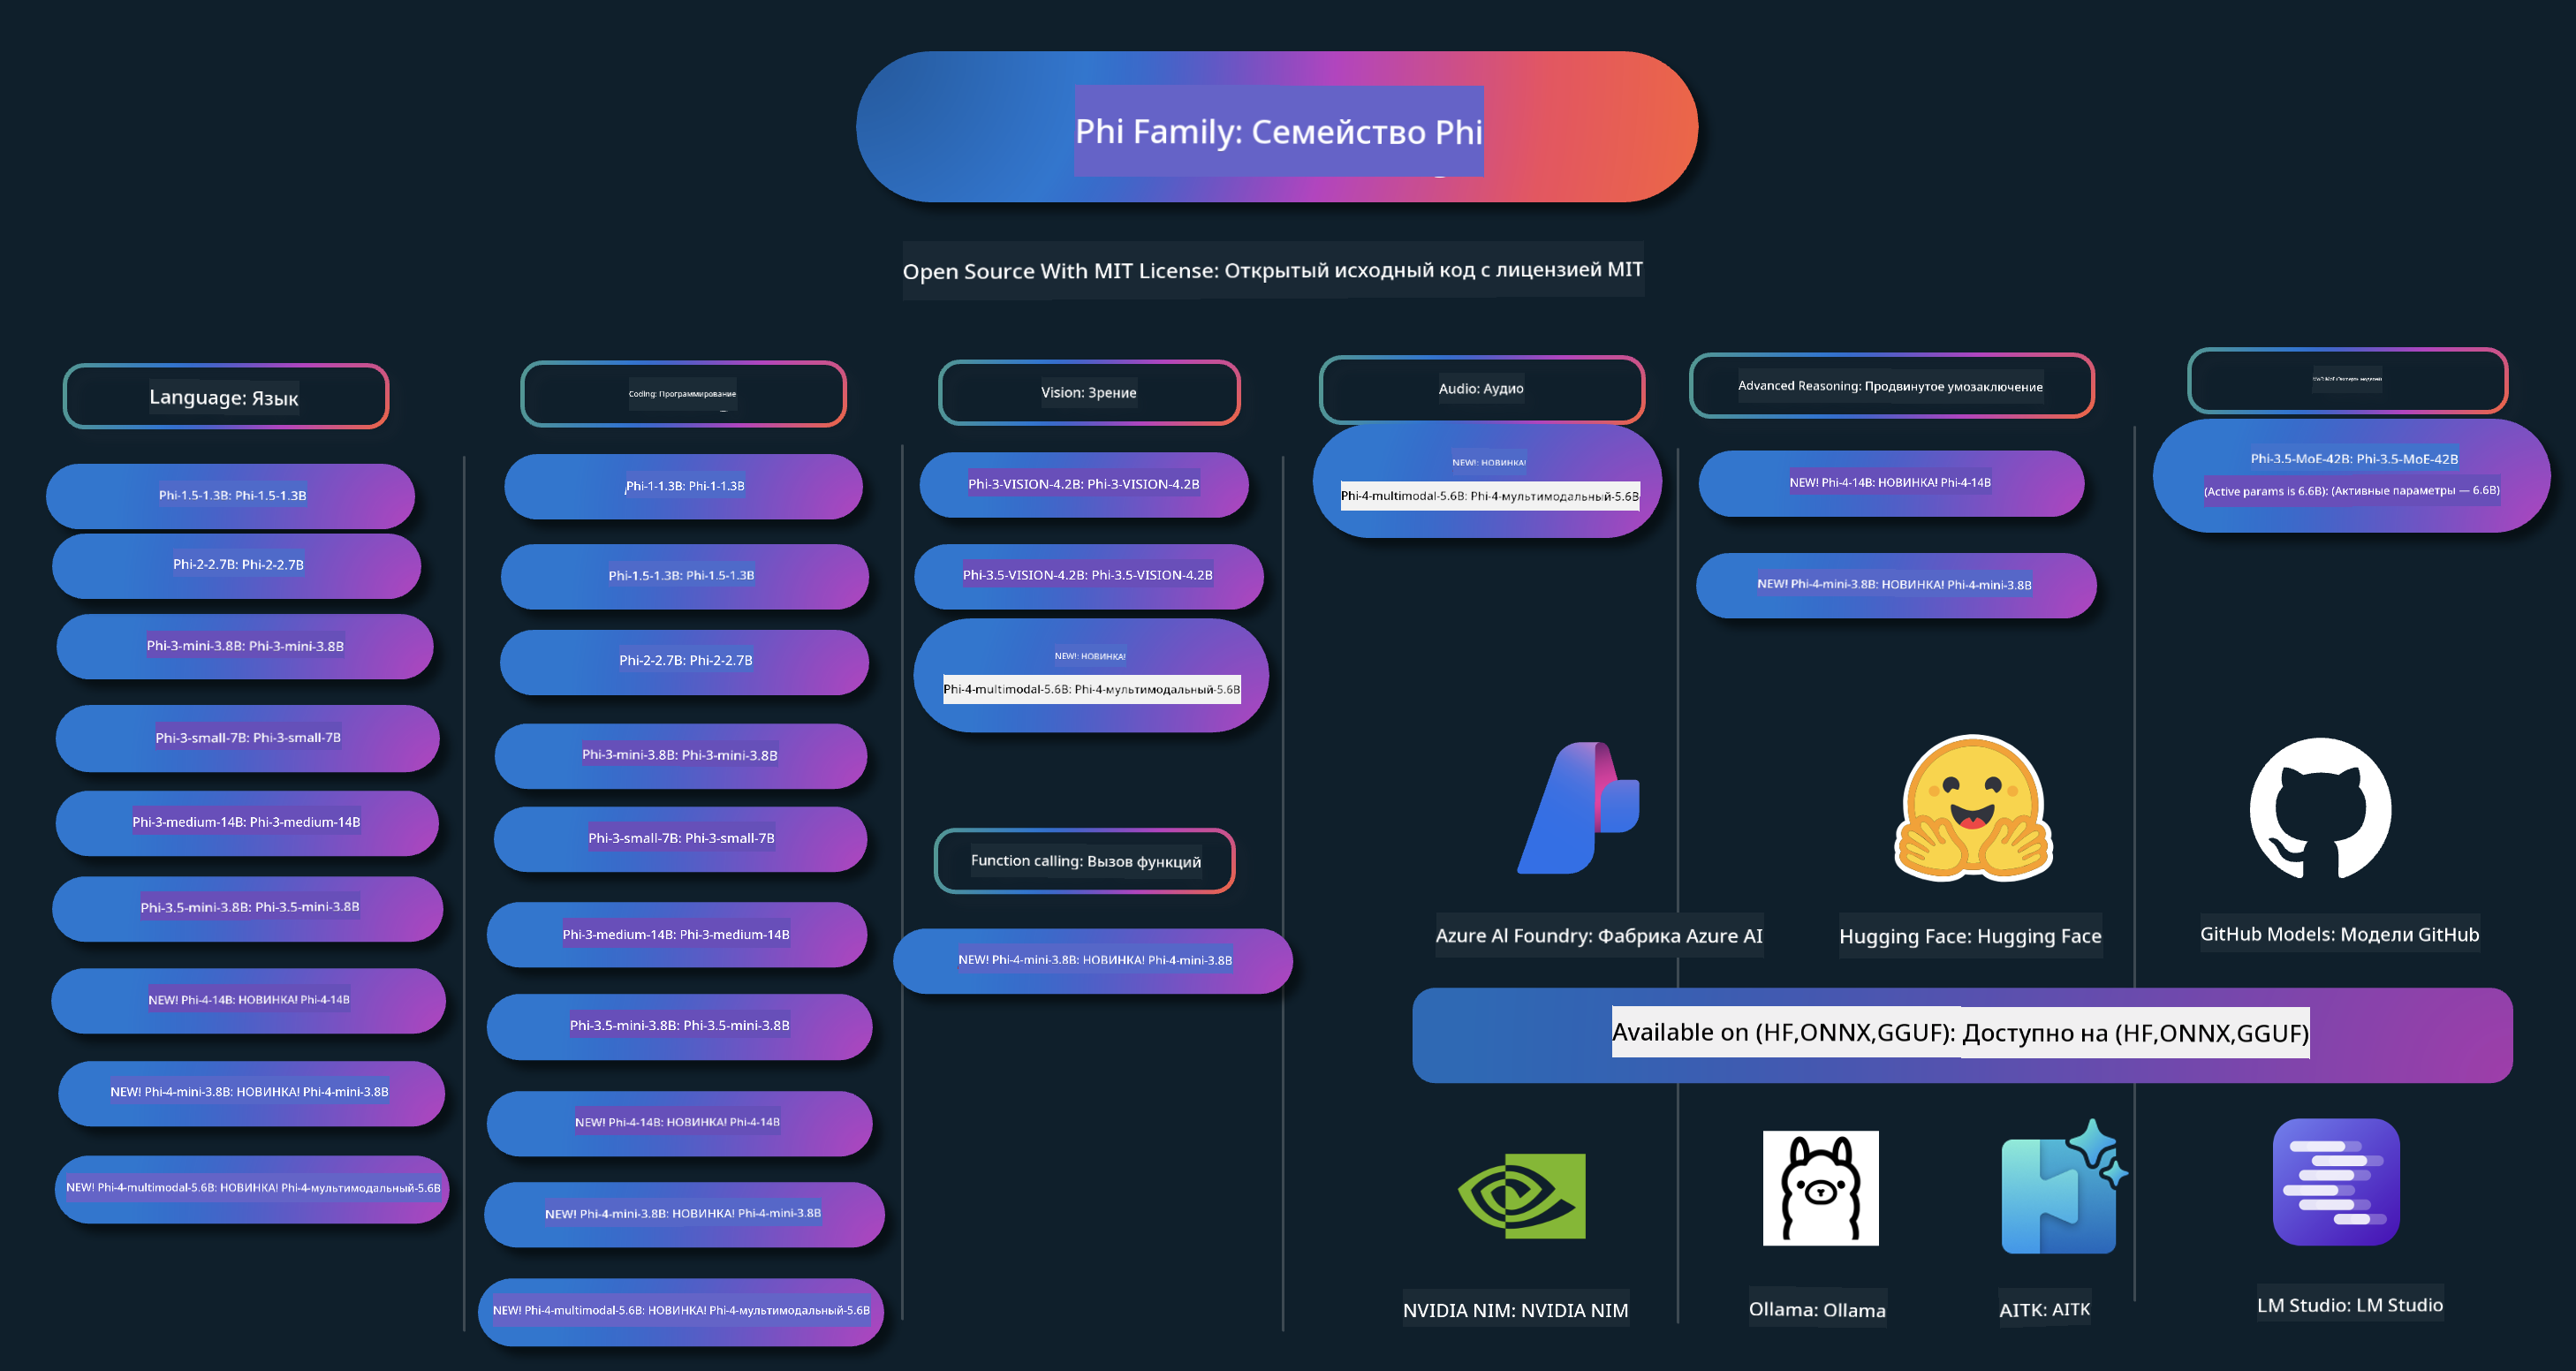 Phi Family: Семейство Phi
Open Source With MIT License: Открытый исходный код с лицензией MIT
Language: Язык
Phi-1.5-1.3B: Phi-1.5-1.3B
Phi-2-2.7B: Phi-2-2.7B
Phi-3-mini-3.8B: Phi-3-mini-3.8B
Phi-3-small-7B: Phi-3-small-7B
Phi-3-medium-14B: Phi-3-medium-14B
Phi-3.5-mini-3.8B: Phi-3.5-mini-3.8B
NEW! Phi-4-14B: НОВИНКА! Phi-4-14B
NEW! Phi-4-mini-3.8B: НОВИНКА! Phi-4-mini-3.8B
NEW! Phi-4-multimodal-5.6B: НОВИНКА! Phi-4-мультимодальный-5.6B
Coding: Программирование
Phi-1-1.3B: Phi-1-1.3B
Phi-1.5-1.3B: Phi-1.5-1.3B
Phi-2-2.7B: Phi-2-2.7B
Phi-3-mini-3.8B: Phi-3-mini-3.8B
Phi-3-small-7B: Phi-3-small-7B
Phi-3-medium-14B: Phi-3-medium-14B
Phi-3.5-mini-3.8B: Phi-3.5-mini-3.8B
NEW! Phi-4-14B: НОВИНКА! Phi-4-14B
NEW! Phi-4-mini-3.8B: НОВИНКА! Phi-4-mini-3.8B
NEW! Phi-4-multimodal-5.6B: НОВИНКА! Phi-4-мультимодальный-5.6B
Vision: Зрение
Phi-3-VISION-4.2B: Phi-3-VISION-4.2B
Phi-3.5-VISION-4.2B: Phi-3.5-VISION-4.2B
NEW!: НОВИНКА!
Phi-4-multimodal-5.6B: Phi-4-мультимодальный-5.6B
Function calling: Вызов функций
NEW! Phi-4-mini-3.8B: НОВИНКА! Phi-4-mini-3.8B
Audio: Аудио
NEW!: НОВИНКА!
Phi-4-multimodal-5.6B: Phi-4-мультимодальный-5.6B
Advanced Reasoning: Продвинутое умозаключение
NEW! Phi-4-14B: НОВИНКА! Phi-4-14B
NEW! Phi-4-mini-3.8B: НОВИНКА! Phi-4-mini-3.8B
Phi-3.5-MoE-42B: Phi-3.5-MoE-42B
(Active params is 6.6B): (Активные параметры — 6.6B)
Azure Al Foundry: Фабрика Azure AI
Hugging Face: Hugging Face
GitHub Models: Модели GitHub
Available on (HF,ONNX,GGUF): Доступно на (HF,ONNX,GGUF)
NVIDIA NIM: NVIDIA NIM
Ollama: Ollama
AITK: AITK
LM Studio: LM Studio